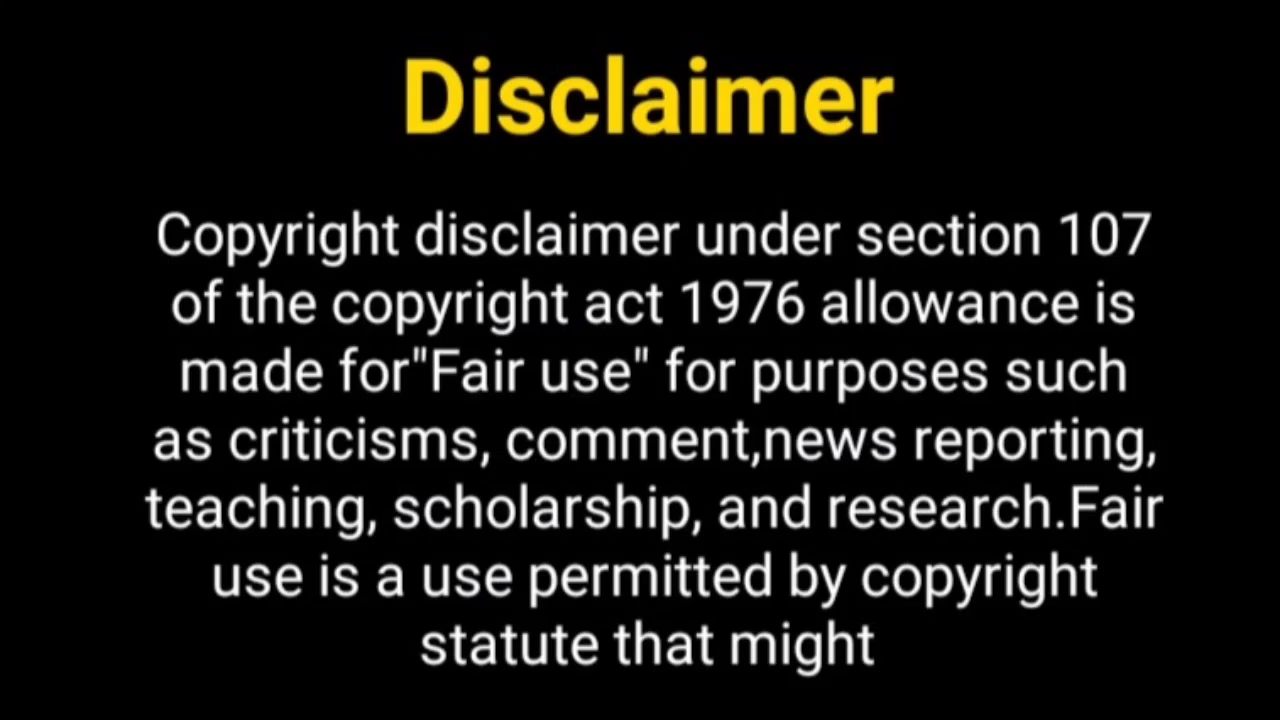 Disclaimer
Copyright disclaimer under section 107
of the copyright act 1976 allowance is
made for"Fair use" for purposes such
as criticisms, comment,news reporting,
teaching, scholarship, and research.Fair
use is a use permitted by copyright
statute that might